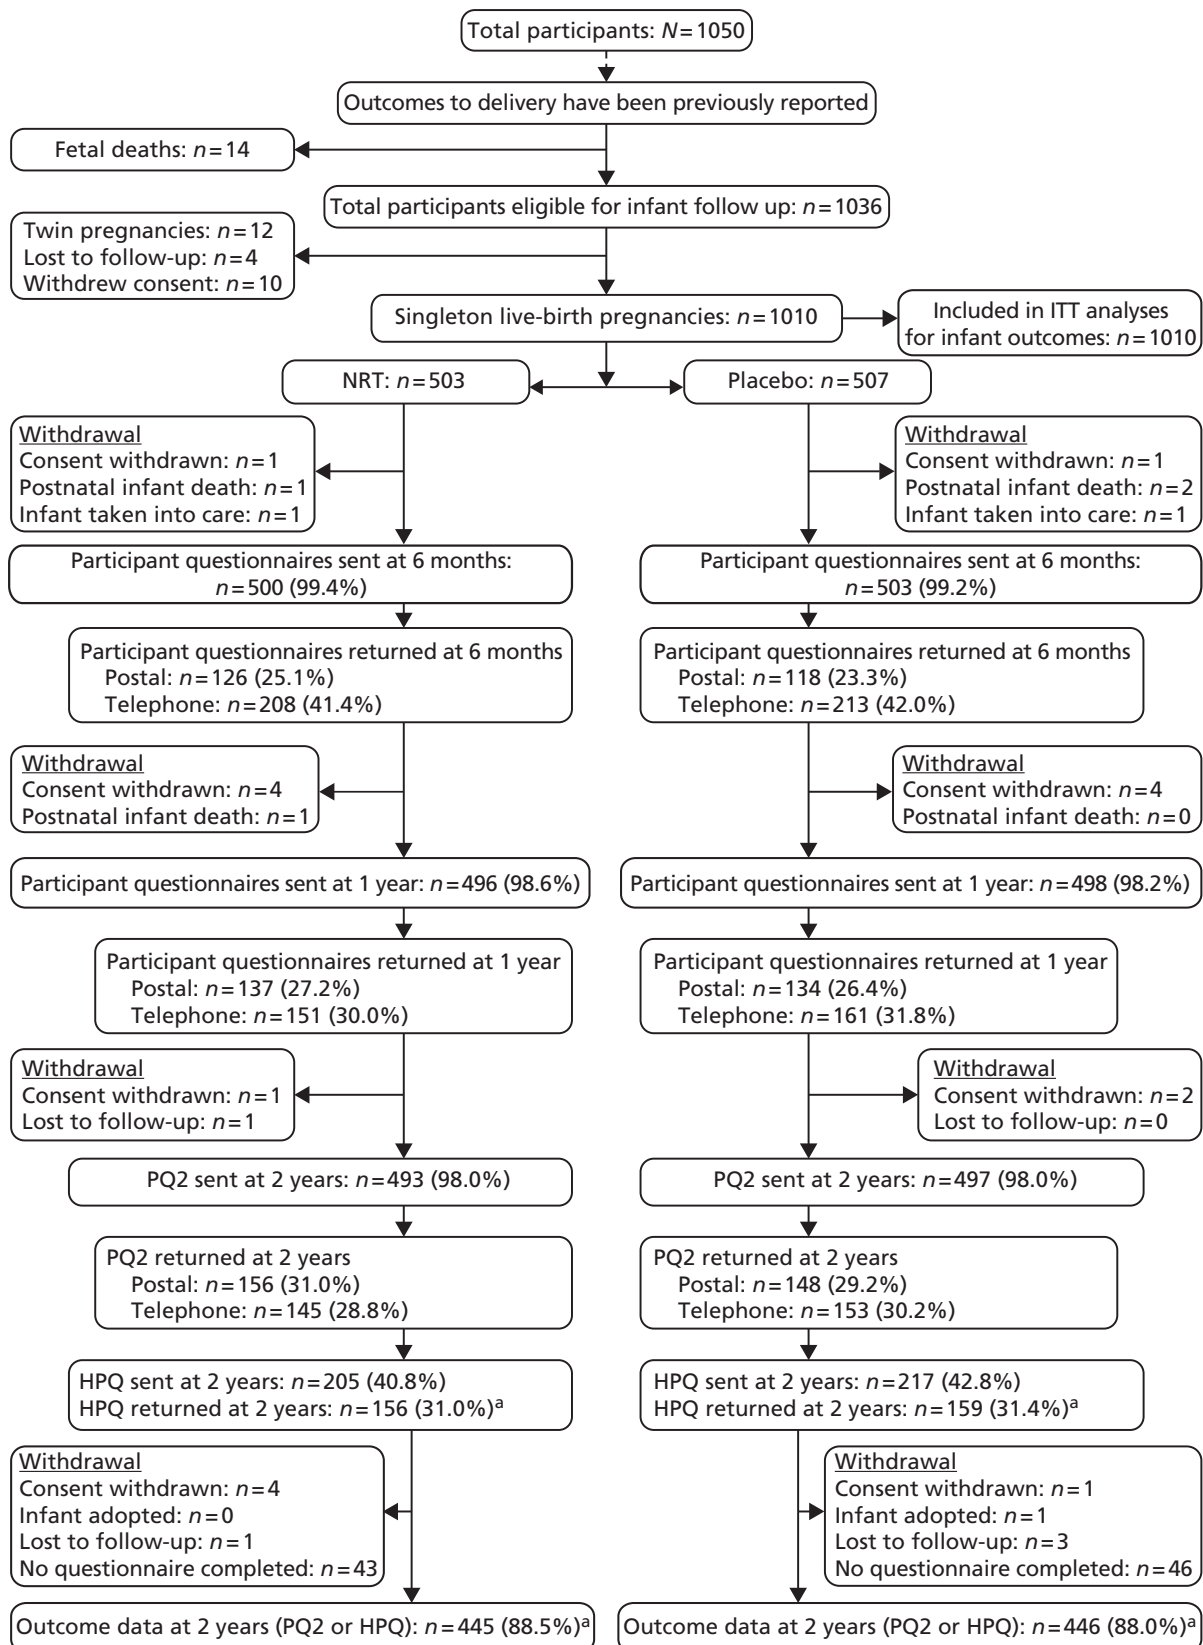 Total participants: N=1050
Outcomes to delivery have been previously reported
Fetal deaths: n=14
Total participants eligible for infant follow up: n=1036
Twin pregnancies: n=12
Lost to follow-up: n=4
Withdrew consent: n=10
Singleton live-birth pregnancies: n=1010
Included in ITT analyses
for infant outcomes: n=1010
NRT: n=503
Placebo: n=507
Withdrawal
Consent withdrawn: n=1
Postnatal infant death: n=1
Infant taken into care: n=1
Withdrawal
Consent withdrawn: n=1
Postnatal infant death: n=2
Infant taken into care: n=1
Participant questionnaires sent at 6 months:
n=500 (99.4%)
Participant questionnaires sent at 6 months:
n=503 (99.2%)
Participant questionnaires returned at 6 months
Postal: n=126 (25.1%)
Telephone: n=208 (41.4%)
Participant questionnaires returned at 6 months
Postal: n=118 (23.3%)
Telephone: n=213 (42.0%)
Withdrawal
Consent withdrawn: n=4
Postnatal infant death: n=1
Withdrawal
Consent withdrawn: n=4
Postnatal infant death: n=0
Participant questionnaires sent at 1 year: n=496 (98.6%)
Participant questionnaires sent at 1 year: n=498 (98.2%)
Participant questionnaires returned at 1 year
Postal: n=137 (27.2%)
Telephone: n=151 (30.0%)
Participant questionnaires returned at 1 year
Postal: n=134 (26.4%)
Telephone: n=161 (31.8%)
Withdrawal
Consent withdrawn: n=1
Lost to follow-up: n=1
Withdrawal
Consent withdrawn: n=2
Lost to follow-up: n=0
PQ2 sent at 2 years: n=493 (98.0%)
PQ2 sent at 2 years: n=497 (98.0%)
PQ2 returned at 2 years
Postal: n=156 (31.0%)
Telephone: n=145 (28.8%)
PQ2 returned at 2 years
Postal: n=148 (29.2%)
Telephone: n=153 (30.2%)
HPQ sent at 2 years: n=205 (40.8%)
HPQ returned at 2 years: n=156 (31.0%)a
HPQ sent at 2 years: n=217 (42.8%)
HPQ returned at 2 years: n=159 (31.4%)a
Withdrawal
Consent withdrawn: n=4
Infant adopted: n=0
Lost to follow-up: n=1
No questionnaire completed: n=43
Withdrawal
Consent withdrawn: n=1
Infant adopted: n=1
Lost to follow-up: n=3
No questionnaire completed: n=46
Outcome data at 2 years (PQ2 or HPQ): n=445 (88.5%)a
Outcome data at 2 years (PQ2 or HPQ): n=446 (88.0%)a